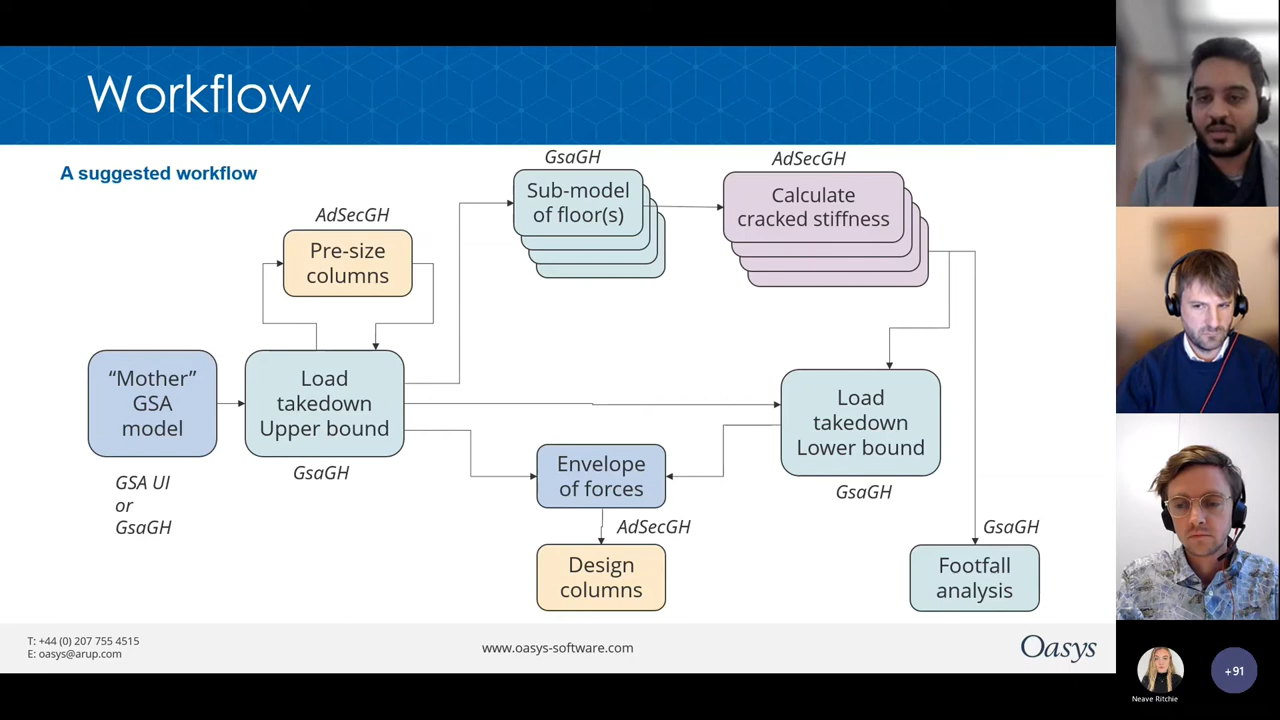 Workflow
A suggested workflow
GsaGH
AdSecGH
Sub-model
of floor(s)
Calculate
cracked stiffness
AdSecGH
Pre-size
columns
“Mother”
GSA
model
Load
takedown
Upper bound
Load
takedown
Lower bound
GSA UI
or
GsaGH
GsaGH
Envelope
of forces
GsaGH
AdSecGH
GsaGH
Design
columns
Footfall
analysis
T: +44 (0) 207 755 4515
E: oasys@arup.com
www.oasys-software.com
Oasys
+91
Neave Ritchie